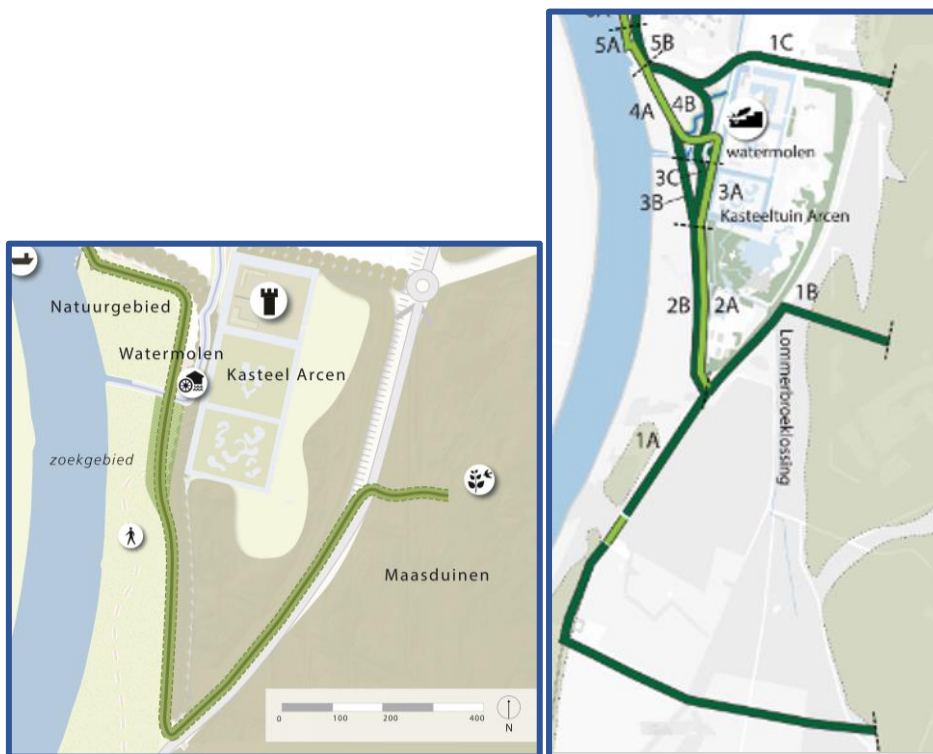 Natuurgebied
Watermolen
Kasteel Arcen
zoekgebied
Maasduinen
0 100 200 400
N
5A
5B
1C
4A
4B
watermolen
3C
3A
3B
Kasteeltuin Arcen
2B
2A
1B
Lommerbroeklossing
1A